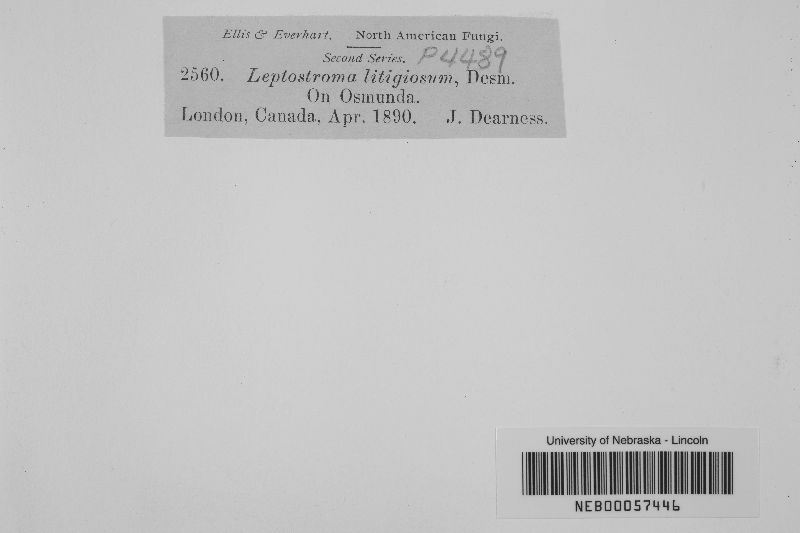 Ellis & Everhart. North American Fungi.
Second Series. P4489
2560. Leptostroma litigiosum, Desm.
On Osmunda.
London, Canada, Apr. 1890. J. Dearness.
University of Nebraska - Lincoln
NEB00057446